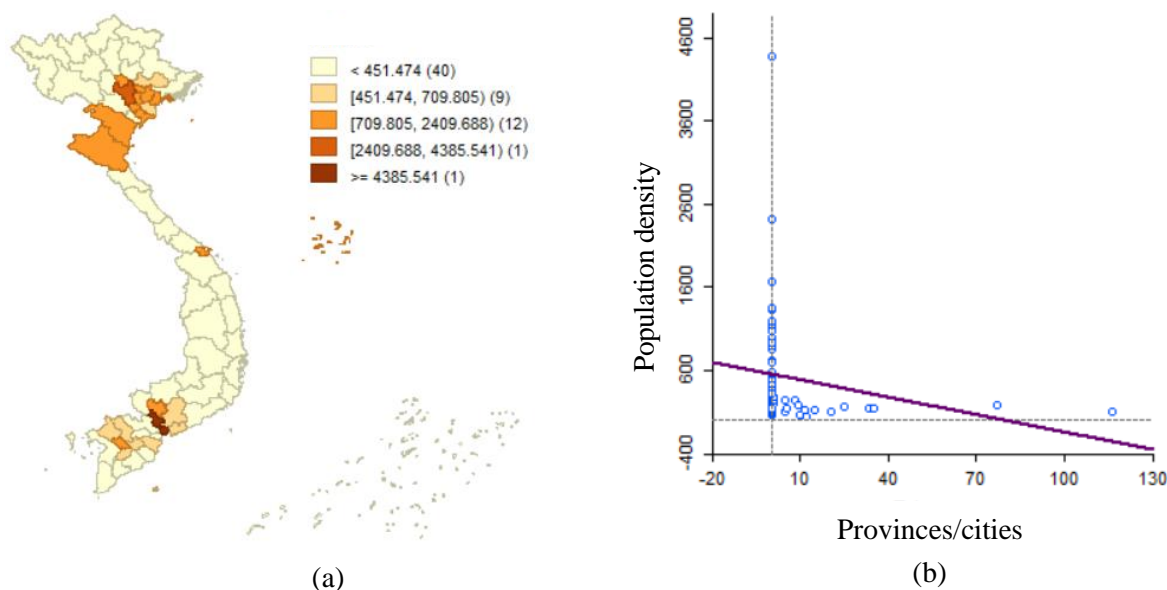 < 451.474 (40)
[451.474, 709.805) (9)
[709.805, 2409.688) (12)
[2409.688, 4385.541) (1)
>= 4385.541 (1)
(a)
Population density
4600
3600
2600
1600
600
-400
-20
10
40
70
100
130
Provinces/cities
(b)